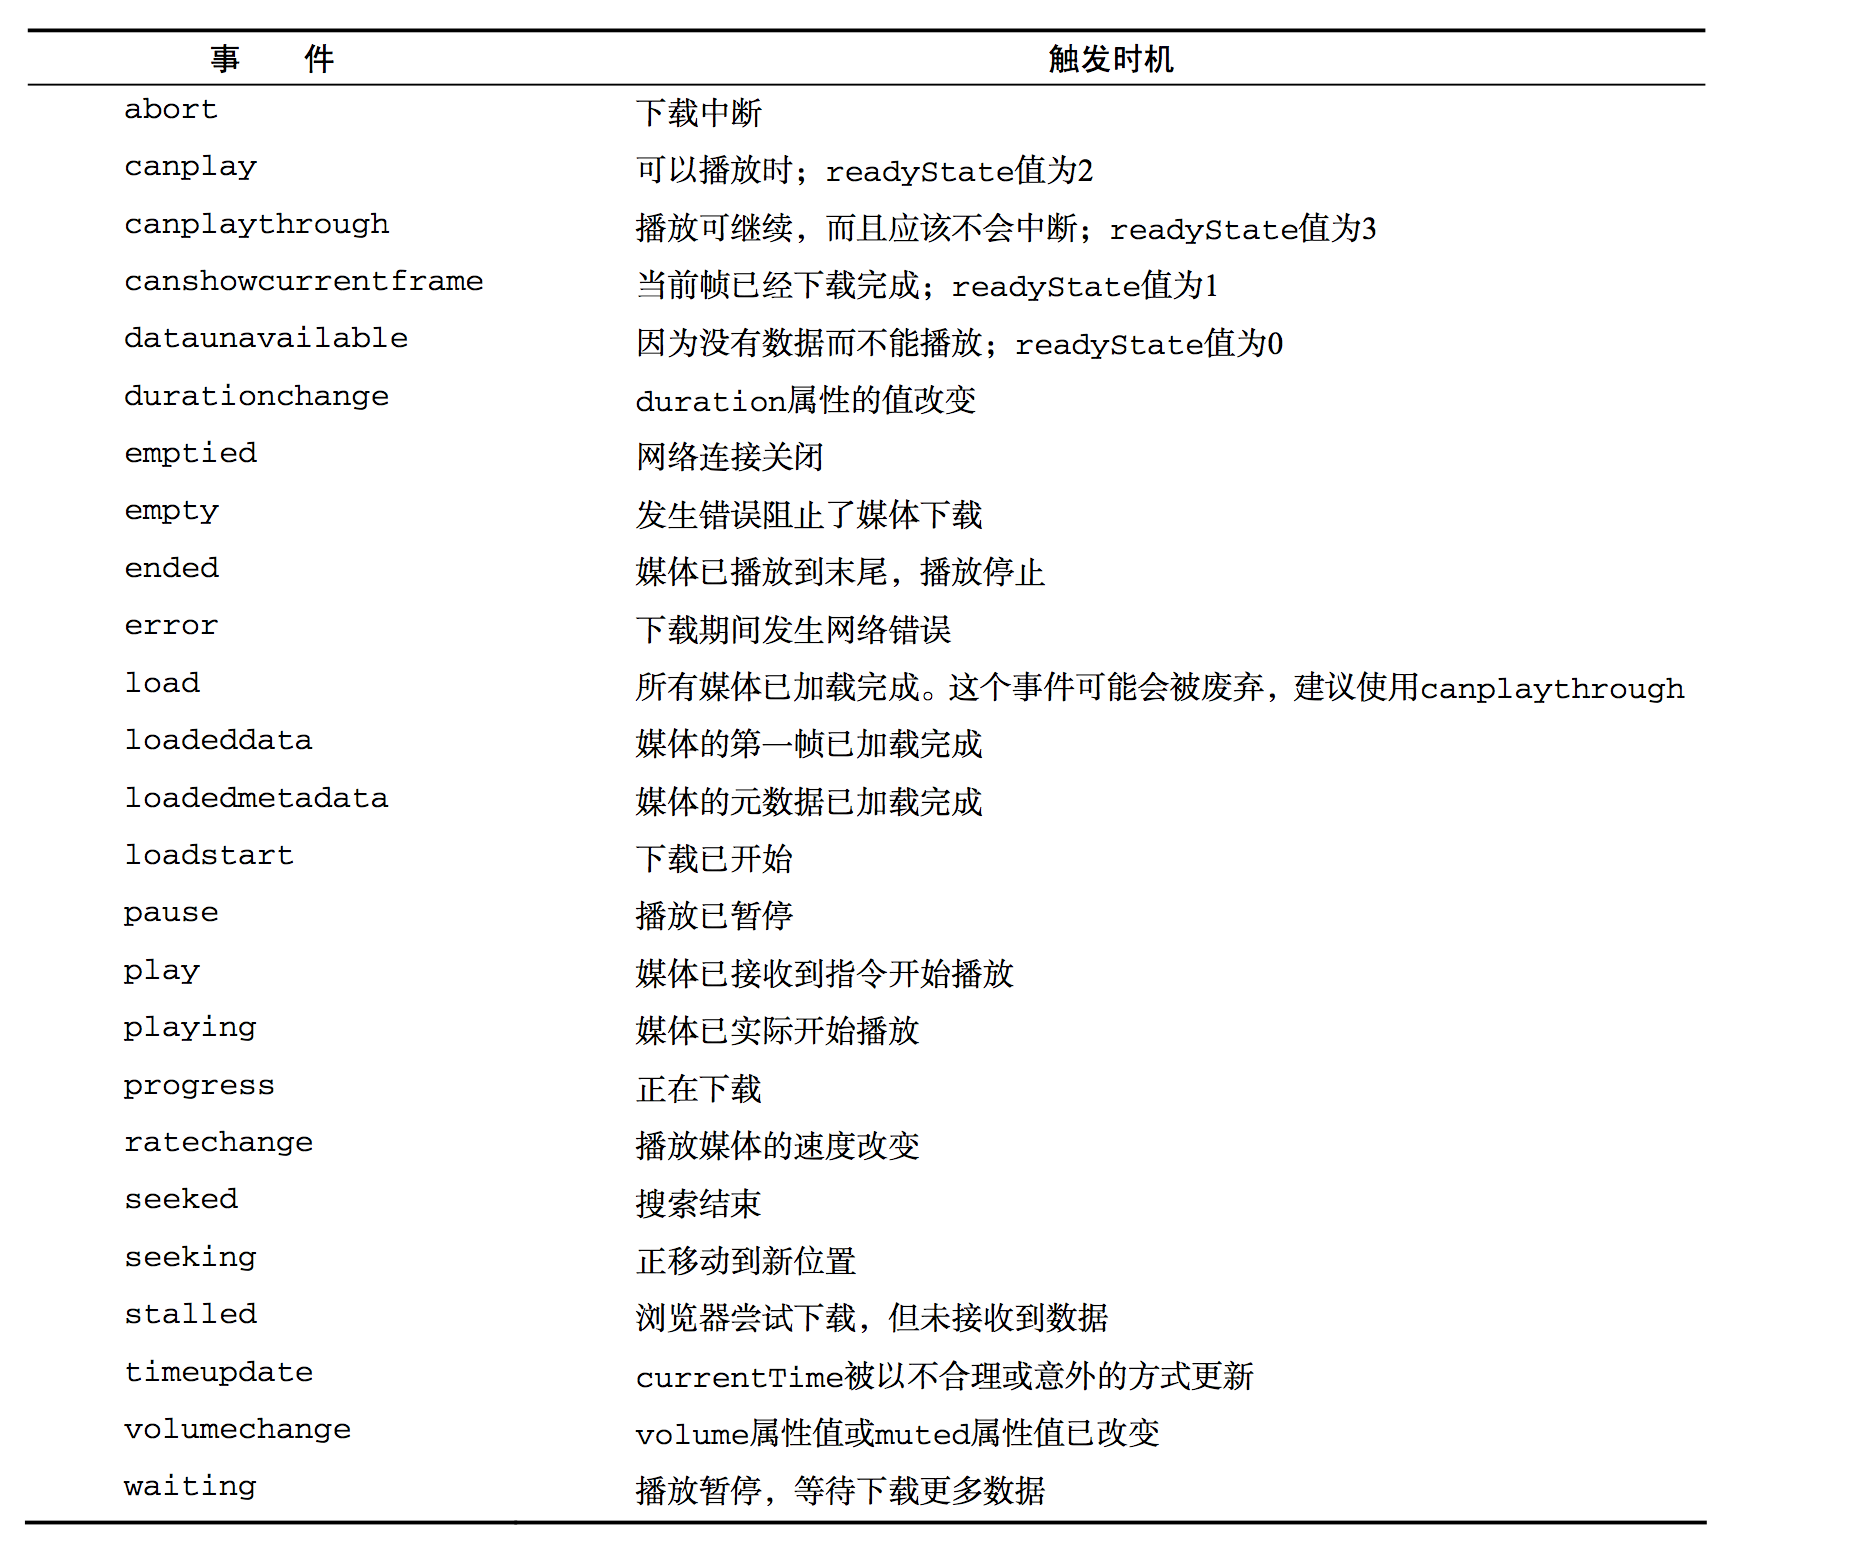 事 件 触发时机
abort 下载中断
canplay 可以播放时；readyState值为2
canplaythrough 播放可继续，而且应该不会中断；readyState值为3
canshowcurrentframe 当前帧已经下载完成；readyState值为1
dataunavailable 因为没有数据而不能播放；readyState值为0
durationchange duration属性的值改变
emptied 网络连接关闭
empty 发生错误阻止了媒体下载
ended 媒体已播放到末尾，播放停止
error 下载期间发生网络错误
load 所有媒体已加载完成。这个事件可能会被废弃，建议使用canplaythrough
loadeddata 媒体的第一帧已加载完成
loadedmetadata 媒体的元数据已加载完成
loadstart 下载已开始
pause 播放已暂停
play 媒体已接收到指令开始播放
playing 媒体已实际开始播放
progress 正在下载
ratechange 播放媒体的速度改变
seeked 搜索结束
seeking 正移动到新位置
stalled 浏览器尝试下载，但未接收到数据
timeupdate currentTime被以不合理或意外的方式更新
volumechange volume属性值或muted属性值已改变
waiting 播放暂停，等待下载更多数据